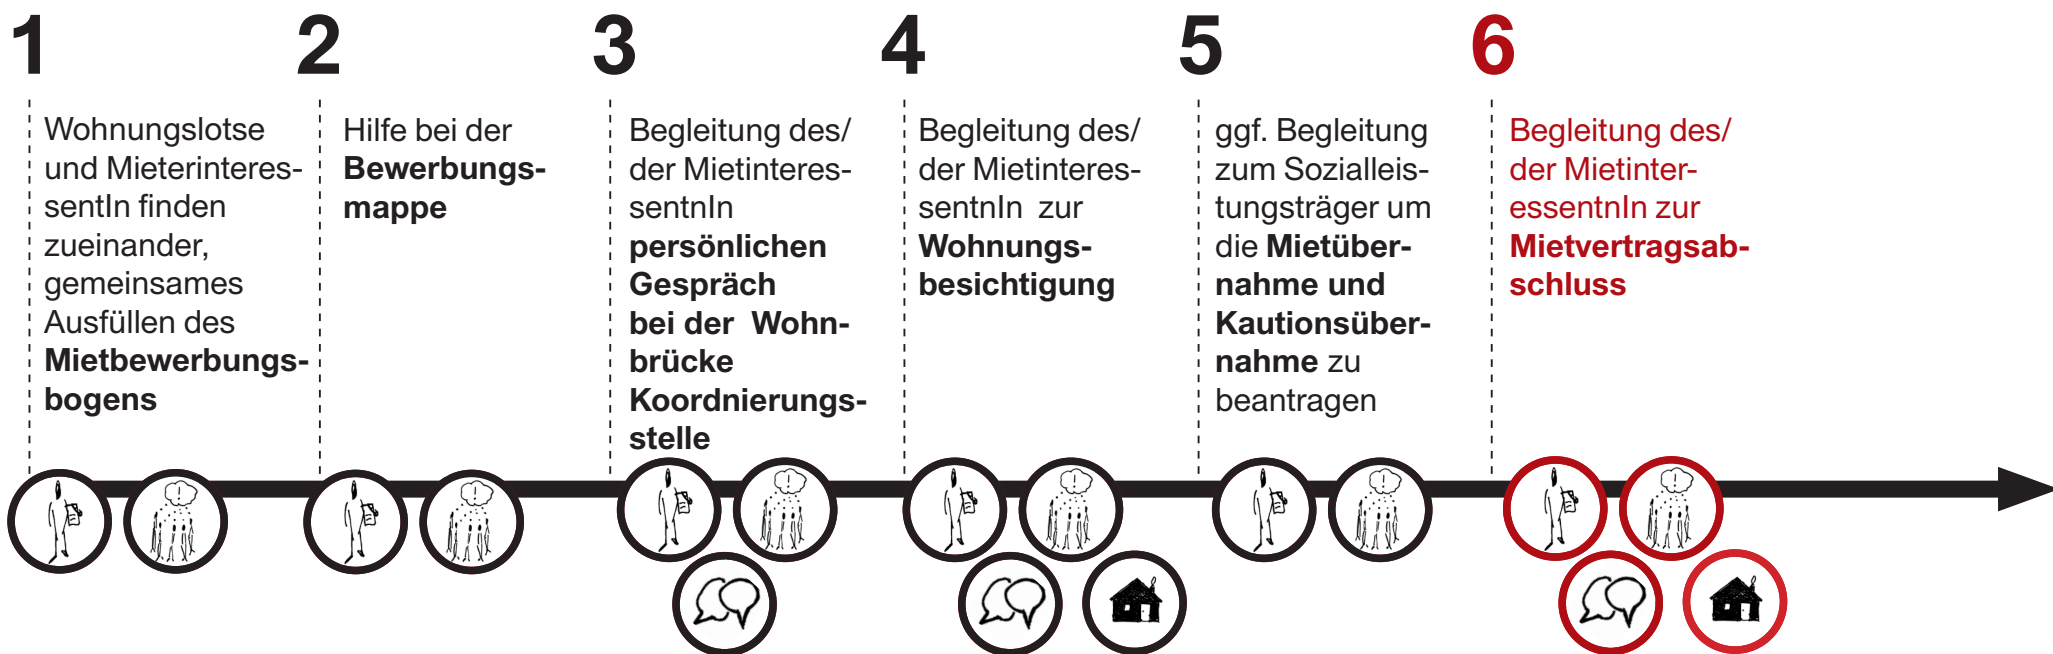 1
Wohnungslotse
und Mieterinteres-
sentIn finden
zueinander,
gemeinsames
Ausfüllen des
Mietbewerbungs-
bogens
2
Hilfe bei der
Bewerbungs-
mappe
3
Begleitung des/
der Mietinteres-
sentnIn
persönlichen
Gespräch
bei der Wohn-
brücke
Koordnierungs-
stelle
4
Begleitung des/
der Mietinteres-
sentnIn zur
Wohnungs-
besichtigung
5
ggf. Begleitung
zum Sozialleis-
tungsträger um
die Mietüber-
nahme und
Kautionsüber-
nahme zu
beantragen
6
Begleitung des/
der Mietinter-
essentnIn zur
Mietvertragsab-
schluss